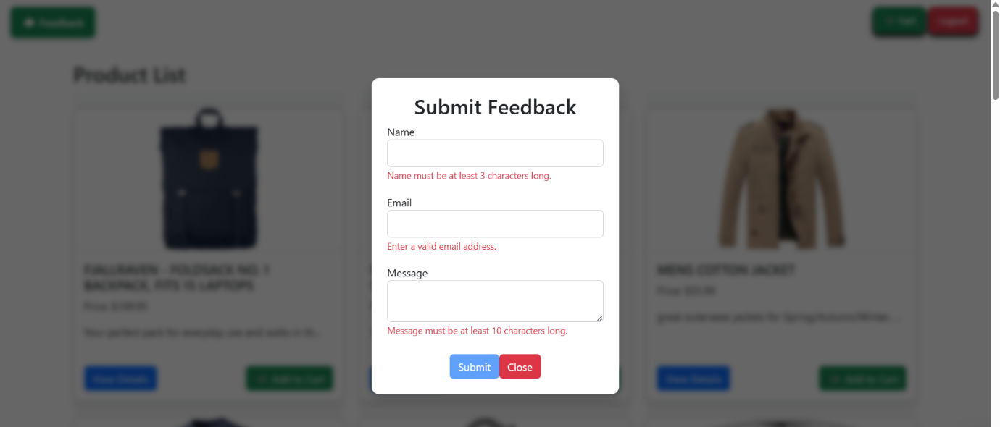 Feedback
Cart
Logout
Product List
Submit Feedback
Name
Name must be at least 3 characters long.
Email
Enter a valid email address.
Message
Message must be at least 10 characters long.
Submit
Close
FJALLRAVEN - FOLDSACK NO. 1
BACKPACK, FITS 15 LAPTOPS
Price: $109.95
Your perfect pack for everyday use and walks in th...
View Details
Add to Cart
MENS COTTON JACKET
Price: $55.99
great outerwear jackets for Spring/Autumn/Winter, ...
View Details
Add to Cart